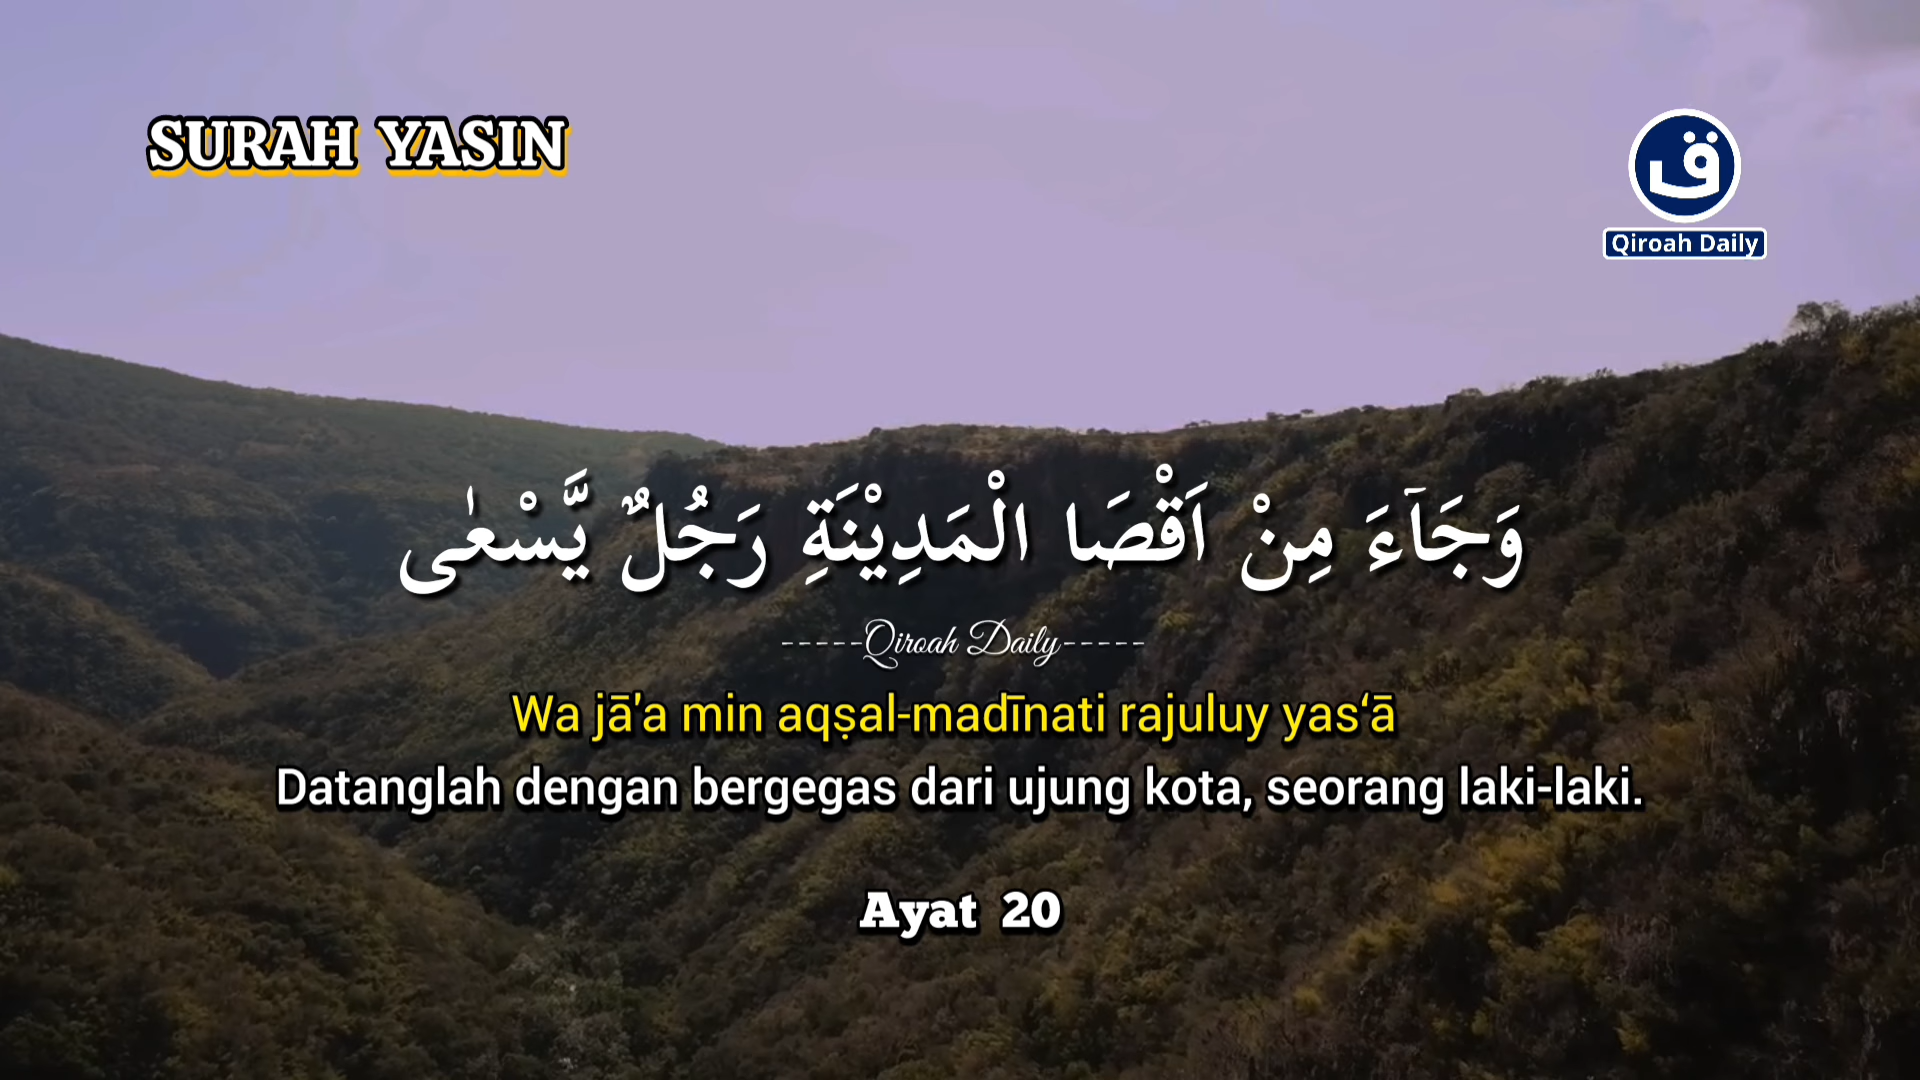 SURAH YASIN
ق
Qiroah Daily
وَجَآءَ مِنْ اَقْصَا الْمَدِيْنَةِ رَجُلٌ يَّسْعٰى
-----Qiroah Daily-----
Wa jā'a min aqṣal-madīnati rajuluy yas‘ā
Datanglah dengan bergegas dari ujung kota, seorang laki-laki.
Ayat 20